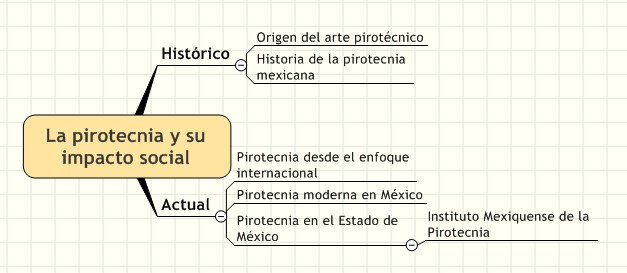 Histórico
Origen del arte pirotécnico
Historia de la pirotecnia
mexicana
La pirotecnia y su
impacto social
Actual
Pirotecnia desde el enfoque
internacional
Pirotecnia moderna en México
Pirotecnia en el Estado de
México
Instituto Mexiquense de la
Pirotecnia